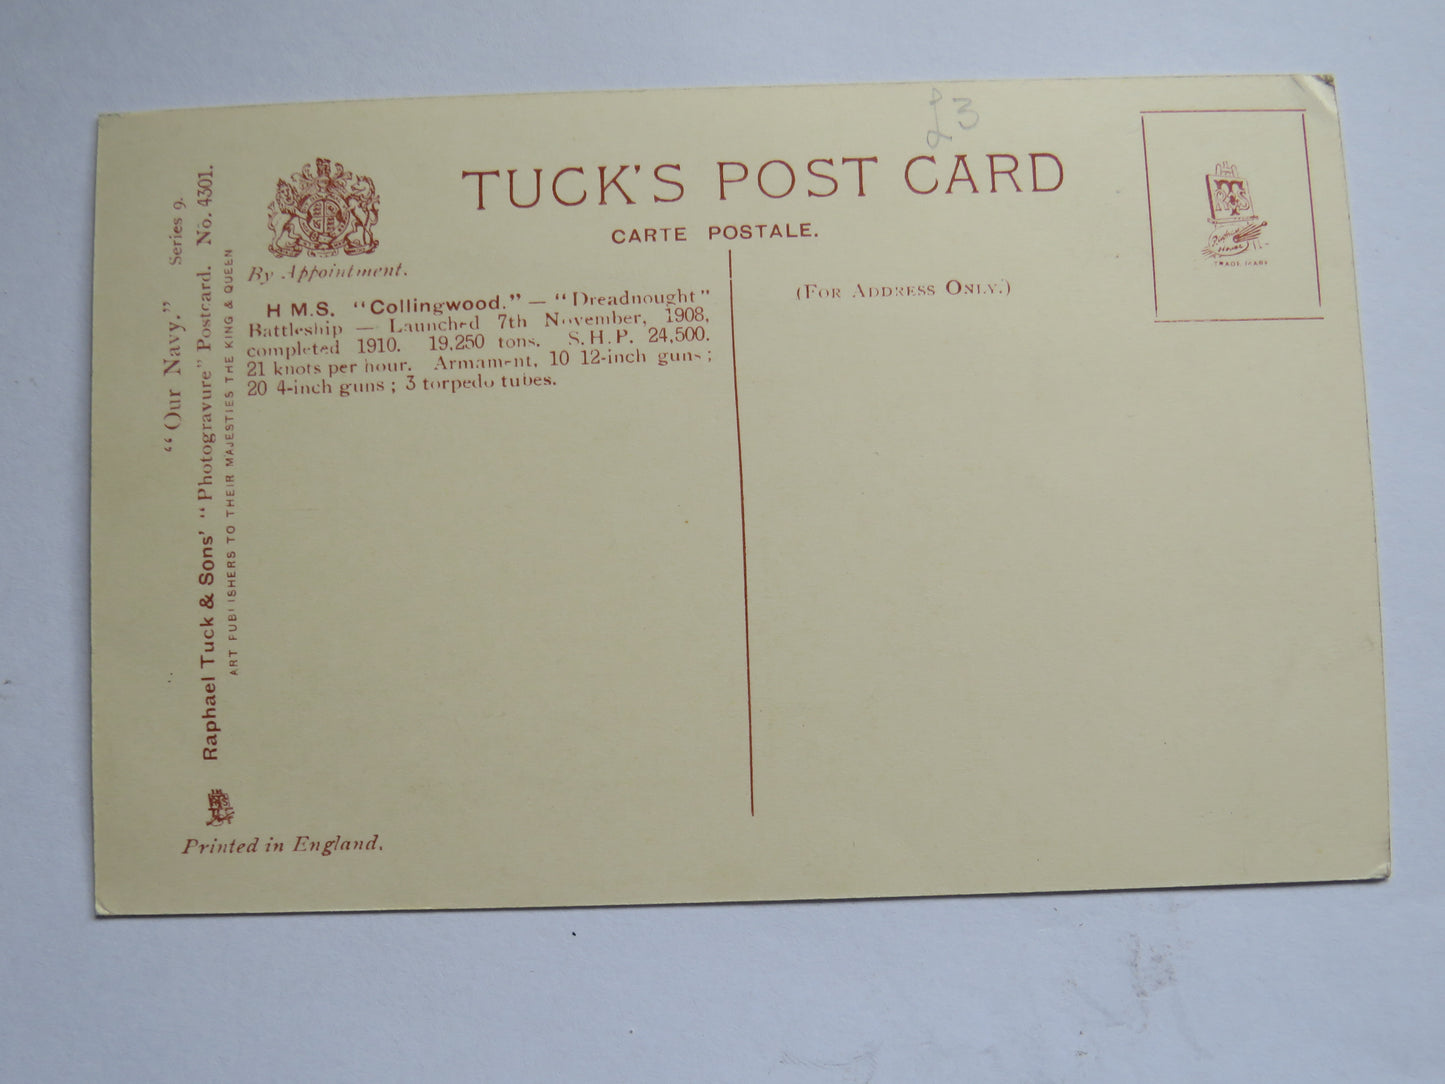 £3
TUCK'S POST CARD
CARTE POSTALE.
By Appointment.
H M.S. "Collingwood." — "Dreadnought"
Battleship — Launched 7th November, 1908,
completed 1910. 19,250 tons. S.H.P. 24,500.
21 knots per hour. Armament, 10 12-inch guns;
20 4-inch guns; 3 torpedo tubes.
(For Address Only.)
TRADE MARK
"Our Navy." Series 9.
Raphael Tuck & Sons' "Photogravure" Postcard. No. 4301.
ART PUBLISHERS TO THEIR MAJESTIES THE KING & QUEEN
Printed in England.